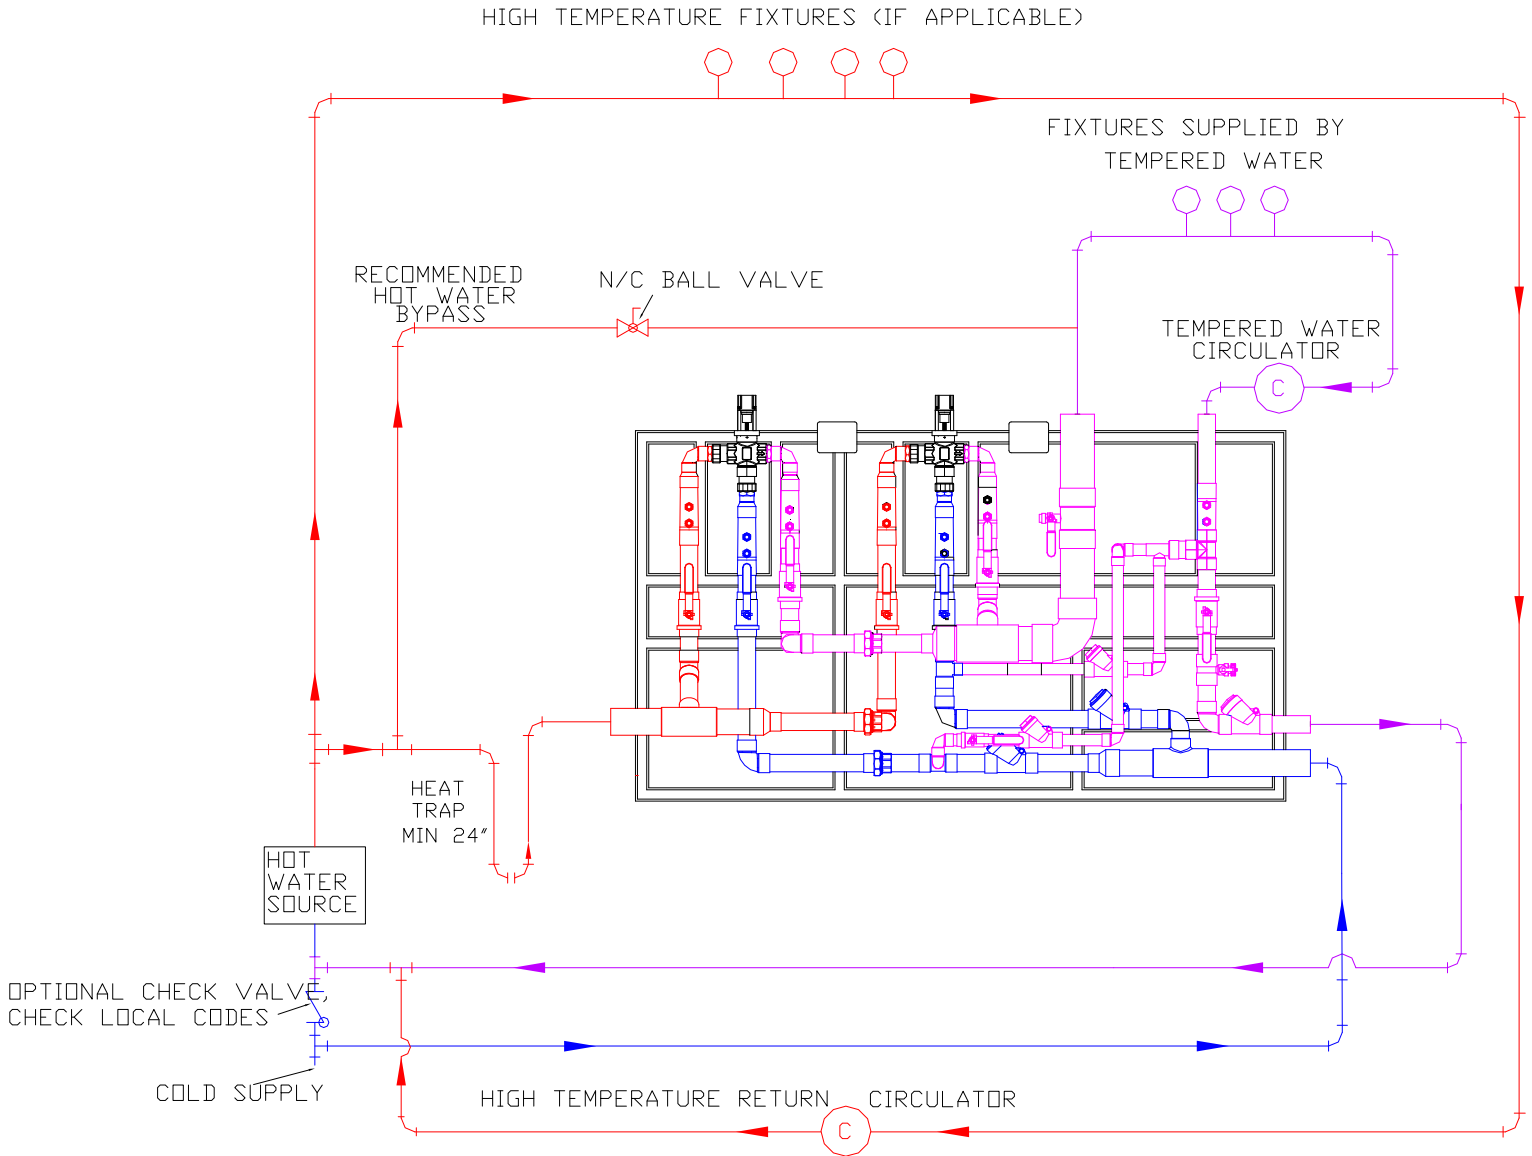 HIGH TEMPERATURE FIXTURES (IF APPLICABLE)
FIXTURES SUPPLIED BY
TEMPERED WATER
RECOMMENDED
HOT WATER
BYPASS
N/C BALL VALVE
TEMPERED WATER
CIRCULATOR
C
HEAT
TRAP
MIN 24"
HOT
WATER
SOURCE
OPTIONAL CHECK VALVE,
CHECK LOCAL CODES
COLD SUPPLY
HIGH TEMPERATURE RETURN CIRCULATOR
C